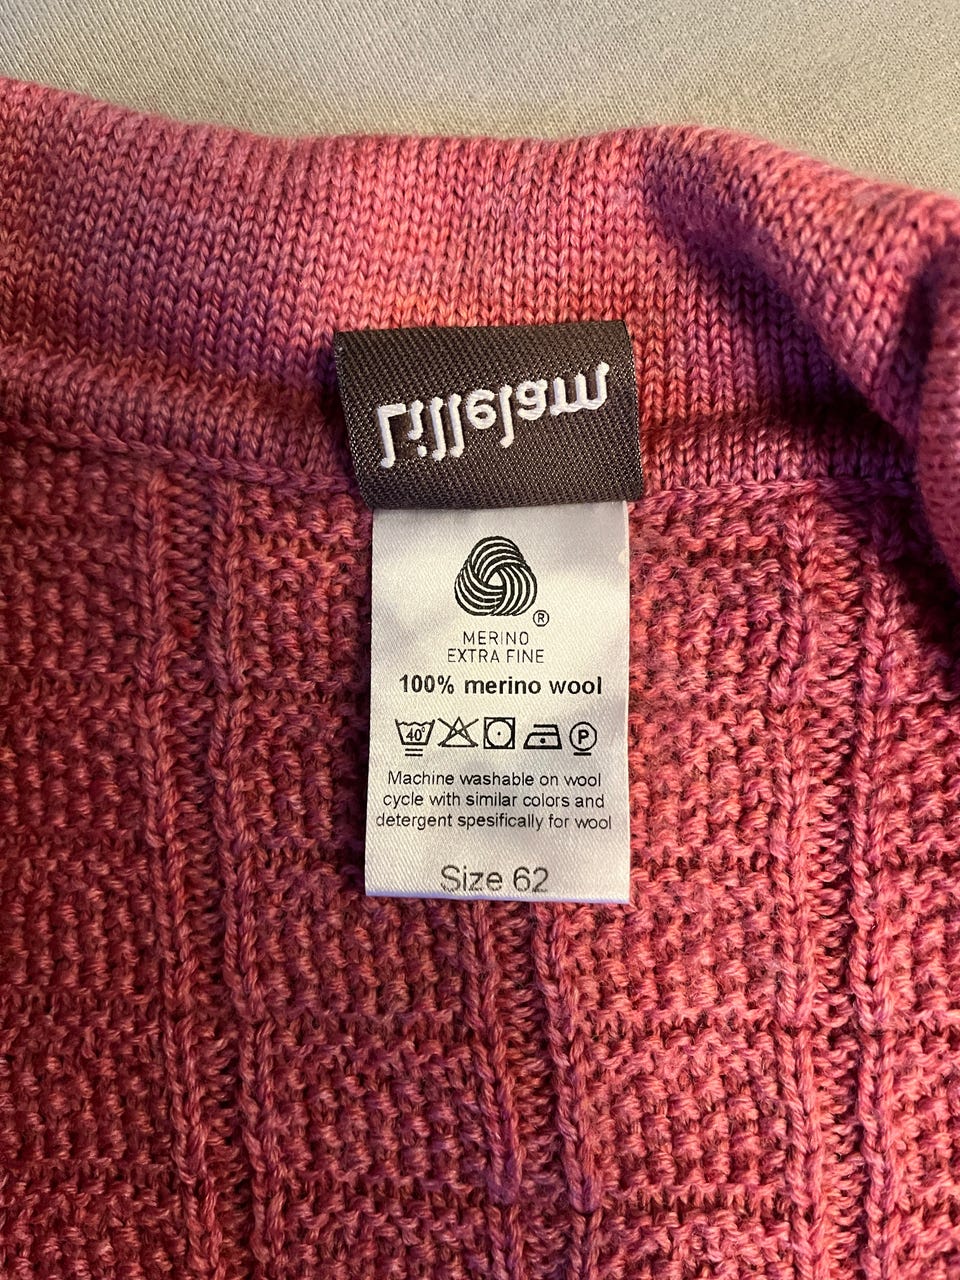 Lillelam
®
MERINO
EXTRA FINE
100% merino wool
40° P
Machine washable on wool
cycle with similar colors and
detergent spesifically for wool
Size 62